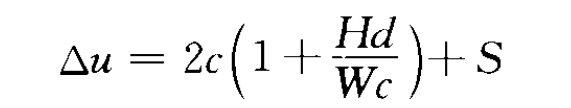 Δu = 2c(1 + Hd/Wc) + S